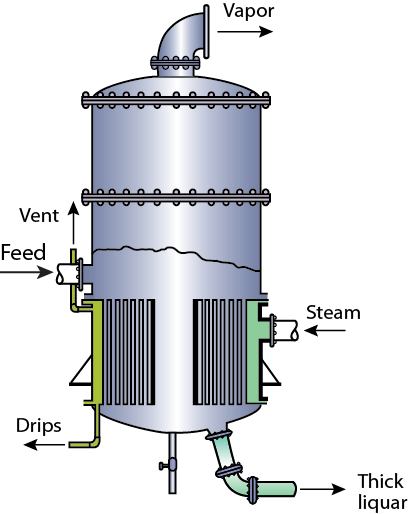 Vapor
Vent
Feed
Steam
Drips
Thick
liquar